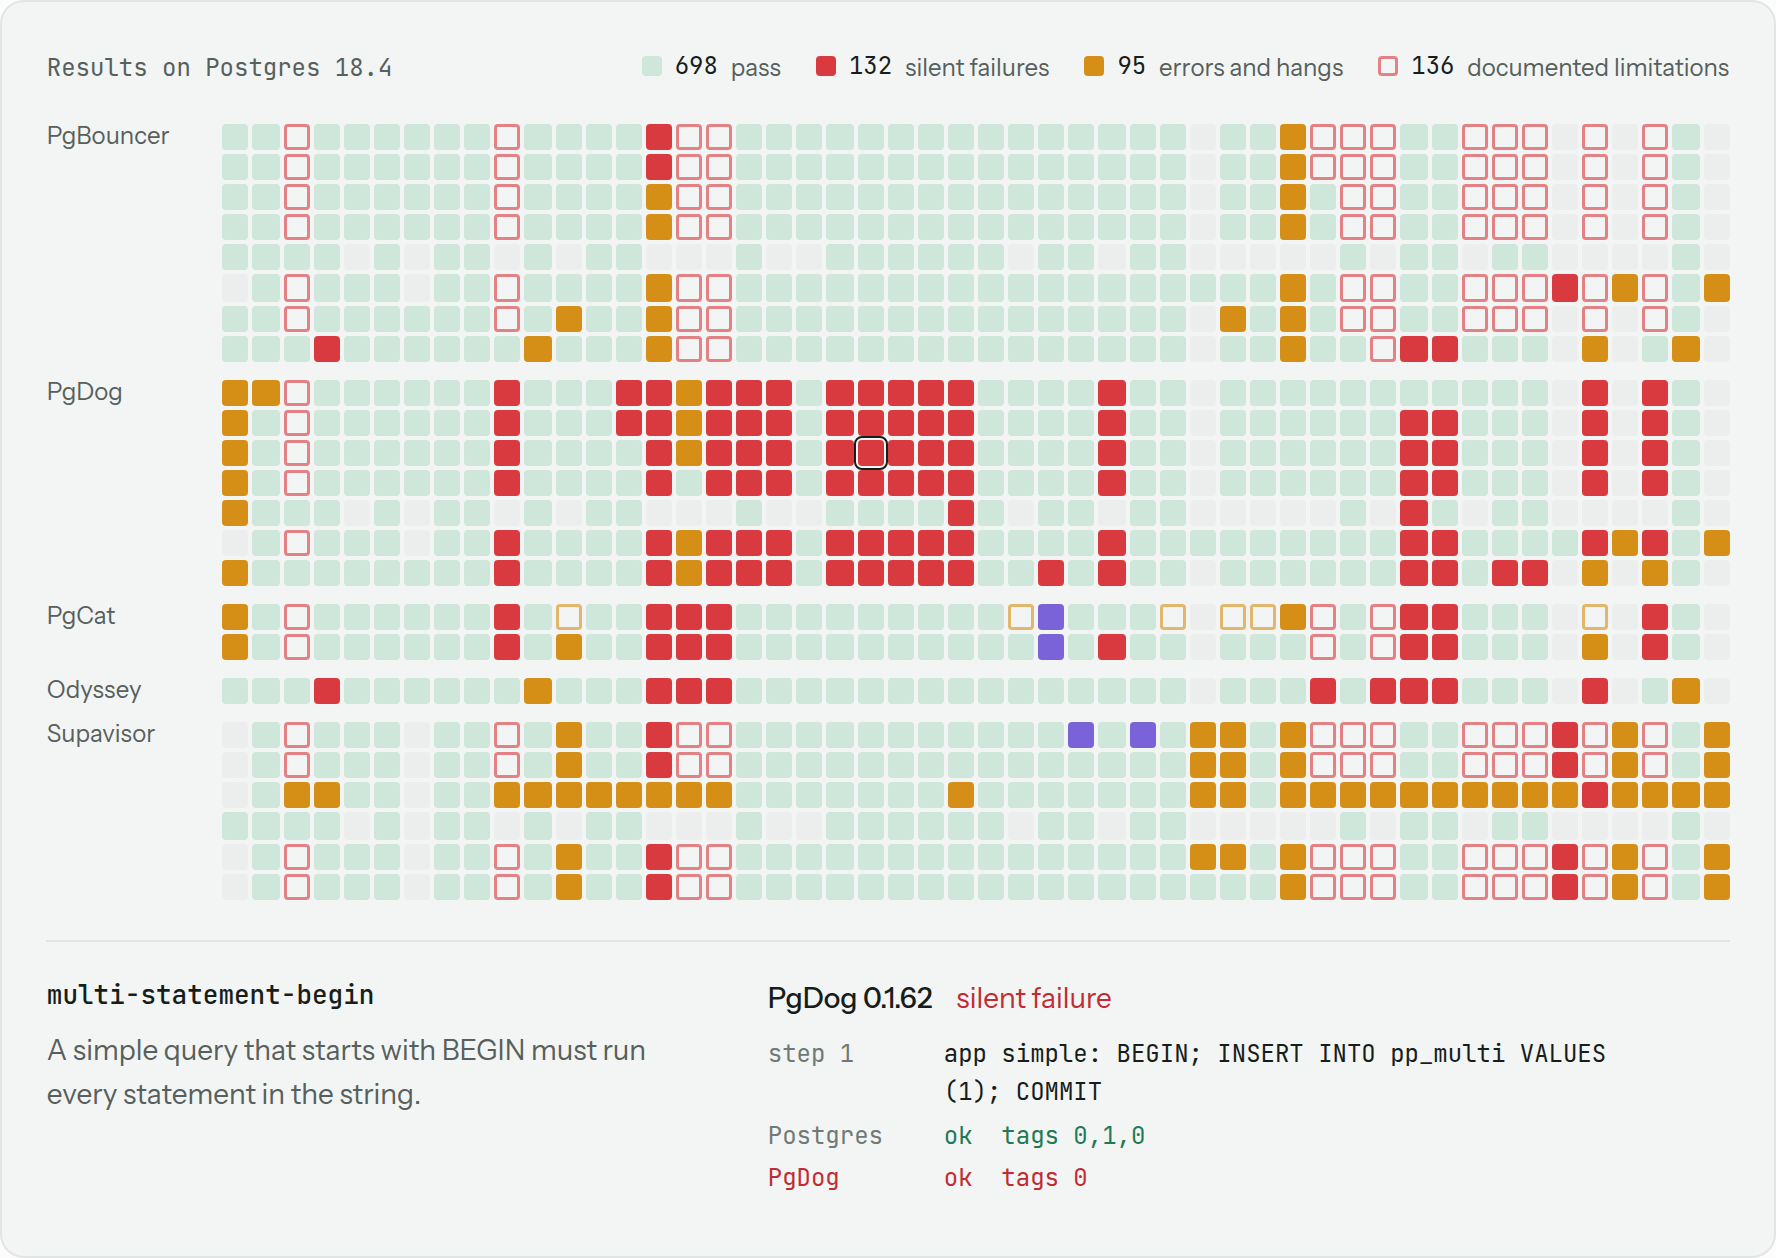 Results on Postgres 18.4
698 pass
132 silent failures
95 errors and hangs
136 documented limitations
PgBouncer
PgDog
PgCat
Odyssey
Supavisor
multi-statement-begin
A simple query that starts with BEGIN must run
every statement in the string.
PgDog 0.1.62 silent failure
step 1 app simple: BEGIN; INSERT INTO pp_multi VALUES
(1); COMMIT
Postgres ok tags 0,1,0
PgDog ok tags 0